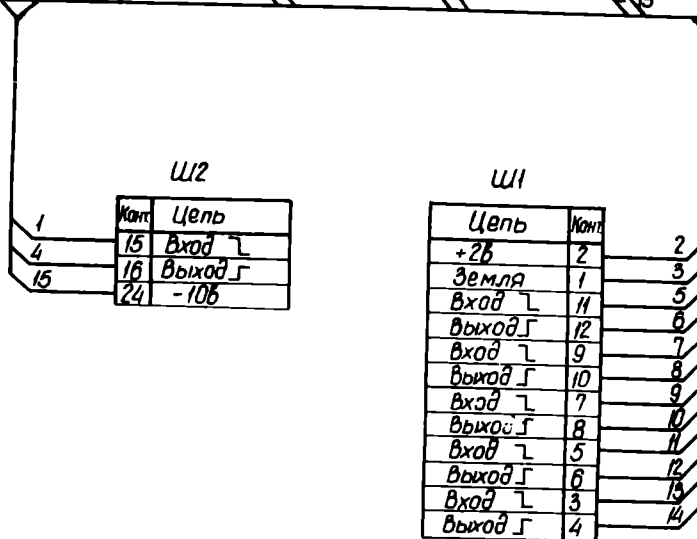 Ш2
Конт Цепь
1 15 Вход ㄱ
4 16 Выход ┌
15 24 -10в
Ш1
Цепь Конт
+2в 2 2
Земля 1 3
Вход 11 5
Выход 12 6
Вход 9 7
Выход 10 8
Вход 7 9
Выход 8 10
Вход 5 11
Выход 6 12
Вход 3 13
Выход 4 14